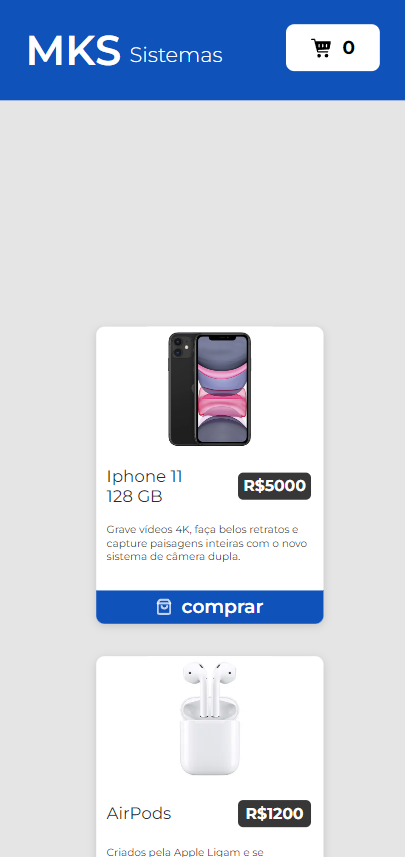 MKS Sistemas
0
Iphone 11
128 GB
R$5000
Grave vídeos 4K, faça belos retratos e
capture paisagens inteiras com o novo
sistema de câmera dupla.
comprar
AirPods
R$1200
Criados pela Apple Ligam e se